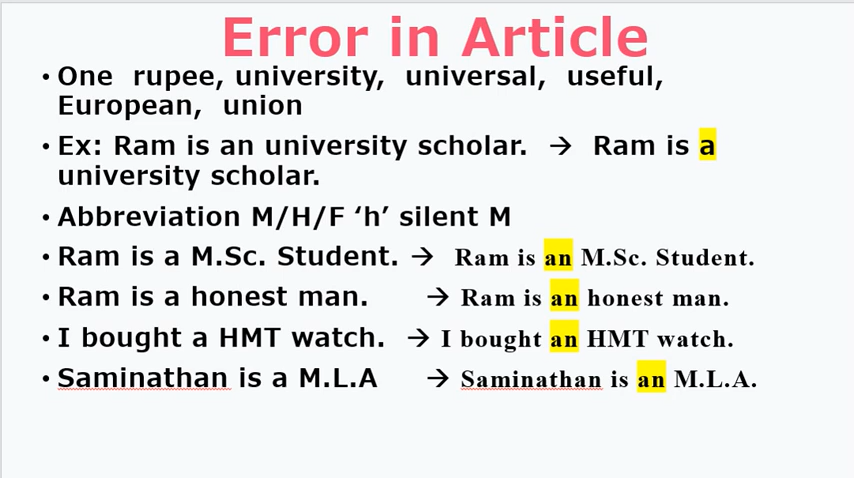 Error in Article
• One rupee, university, universal, useful,
European, union
• Ex: Ram is an university scholar. → Ram is a
university scholar.
• Abbreviation M/H/F ‘h’ silent M
• Ram is a M.Sc. Student. → Ram is an M.Sc. Student.
• Ram is a honest man. → Ram is an honest man.
• I bought a HMT watch. → I bought an HMT watch.
• Saminathan is a M.L.A → Saminathan is an M.L.A.